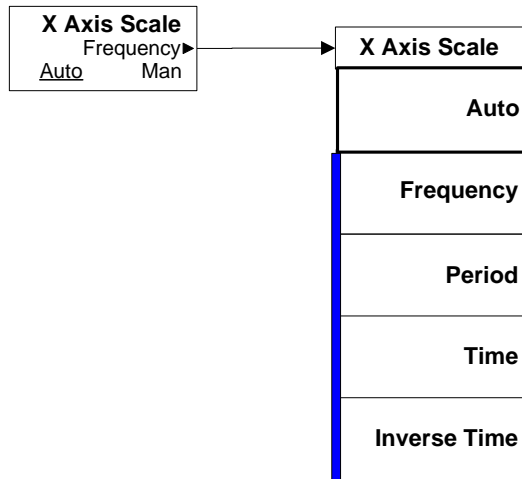 X Axis Scale
Frequency
Auto Man
X Axis Scale
Auto
Frequency
Period
Time
Inverse Time